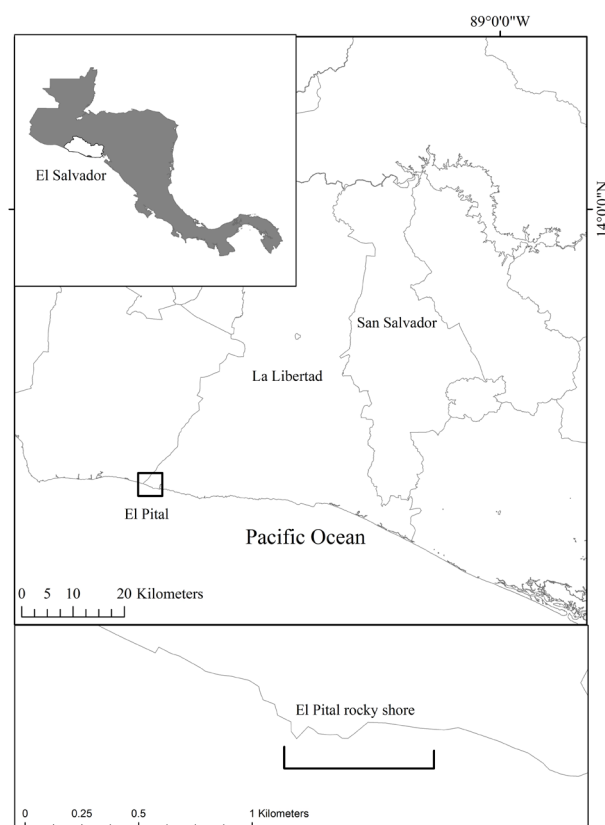 89°0'0"W
El Salvador
14°0'0"N
San Salvador
La Libertad
El Pital
Pacific Ocean
0 5 10 20 Kilometers
El Pital rocky shore
0 0.25 0.5 1 Kilometers